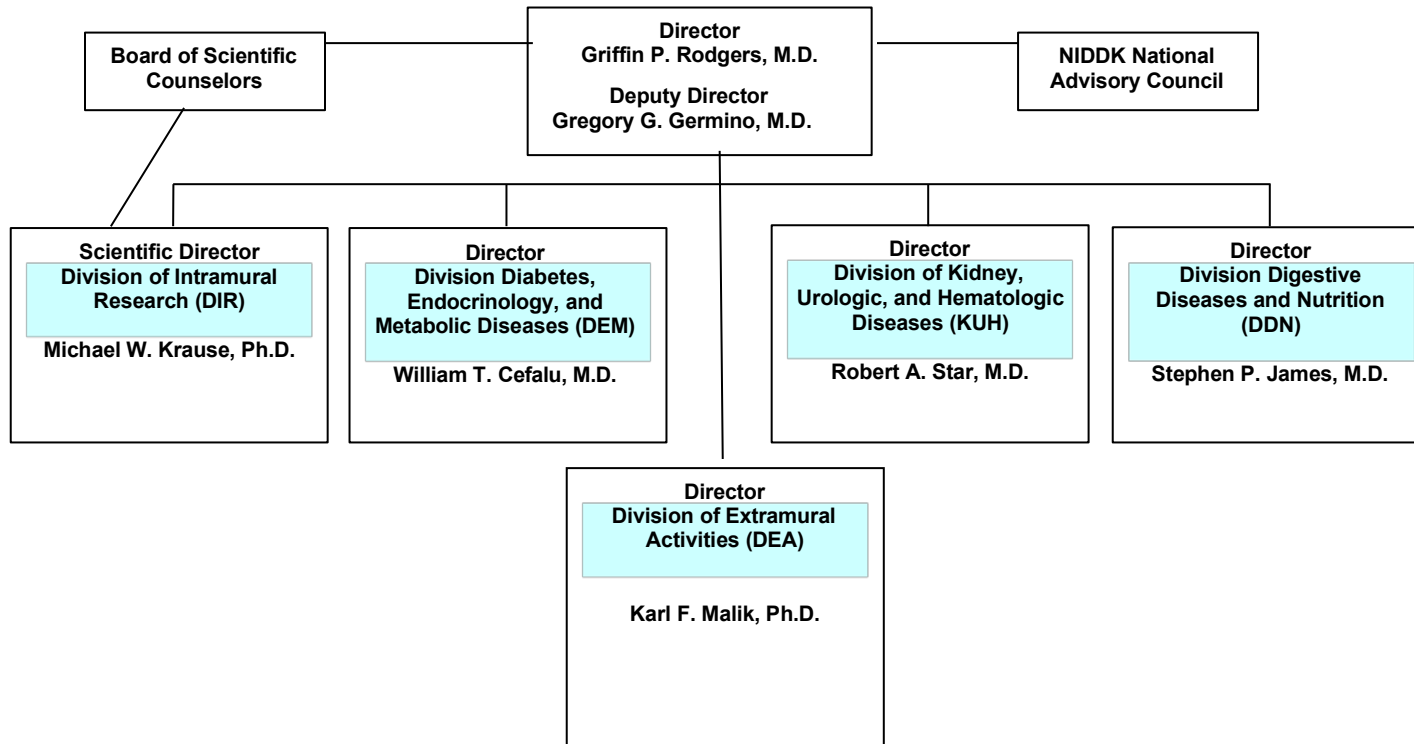 Director
Griffin P. Rodgers, M.D.
Deputy Director
Gregory G. Germino, M.D.
Board of Scientific
Counselors
NIDDK National
Advisory Council
Scientific Director
Division of Intramural
Research (DIR)
Michael W. Krause, Ph.D.
Director
Division Diabetes,
Endocrinology, and
Metabolic Diseases (DEM)
William T. Cefalu, M.D.
Director
Division of Kidney,
Urologic, and Hematologic
Diseases (KUH)
Robert A. Star, M.D.
Director
Division Digestive
Diseases and Nutrition
(DDN)
Stephen P. James, M.D.
Director
Division of Extramural
Activities (DEA)
Karl F. Malik, Ph.D.